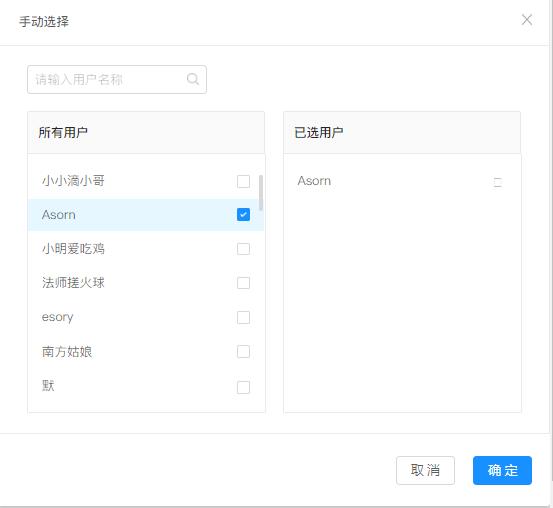 手动选择
请输入用户名称
所有用户
已选用户
小小滴小哥
Asorn
Asorn
小明爱吃鸡
法师搓火球
esory
南方姑娘
默
取消
确定